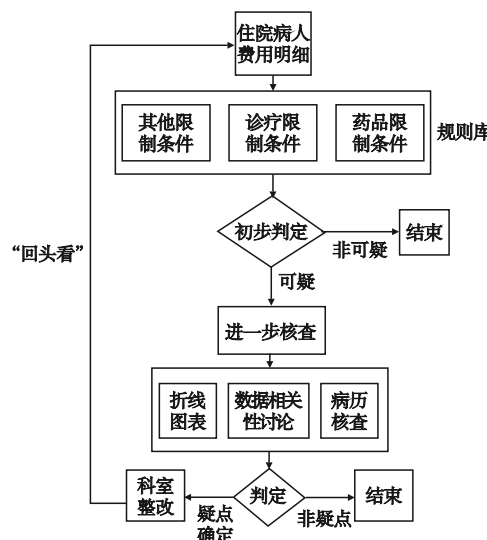 住院病人
费用明细
其他限
制条件
诊疗限
制条件
药品限
制条件
规则库
初步判定
非可疑
结束
“回头看”
可疑
进一步核查
折线
图表
数据相关
性讨论
病历
核查
科室
整改
判定
结束
疑点
确定
非疑点